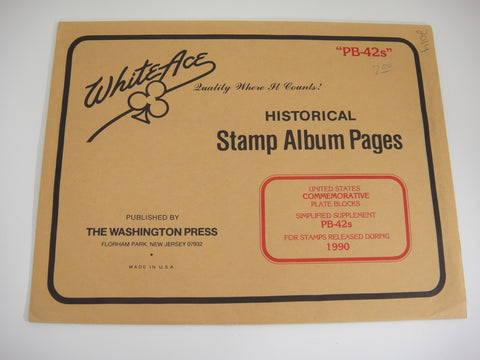 "PB-42s"
7.00
White Ace
Quality Where It Counts!
HISTORICAL
Stamp Album Pages
UNITED STATES
COMMEMORATIVE
PLATE BLOCKS
SIMPLIFIED SUPPLEMENT
PB-42s
FOR STAMPS RELEASED DURING
1990
PUBLISHED BY
THE WASHINGTON PRESS
FLORHAM PARK, NEW JERSEY 07932
MADE IN U.S.A.